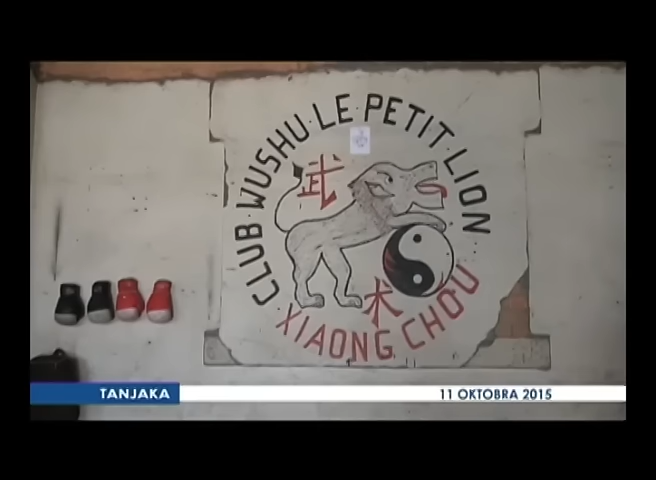 CLUB·WUSHU·LE·PETIT·LION
武
术
XIAONG CHOU
TANJAKA
11 OKTOBRA 2015